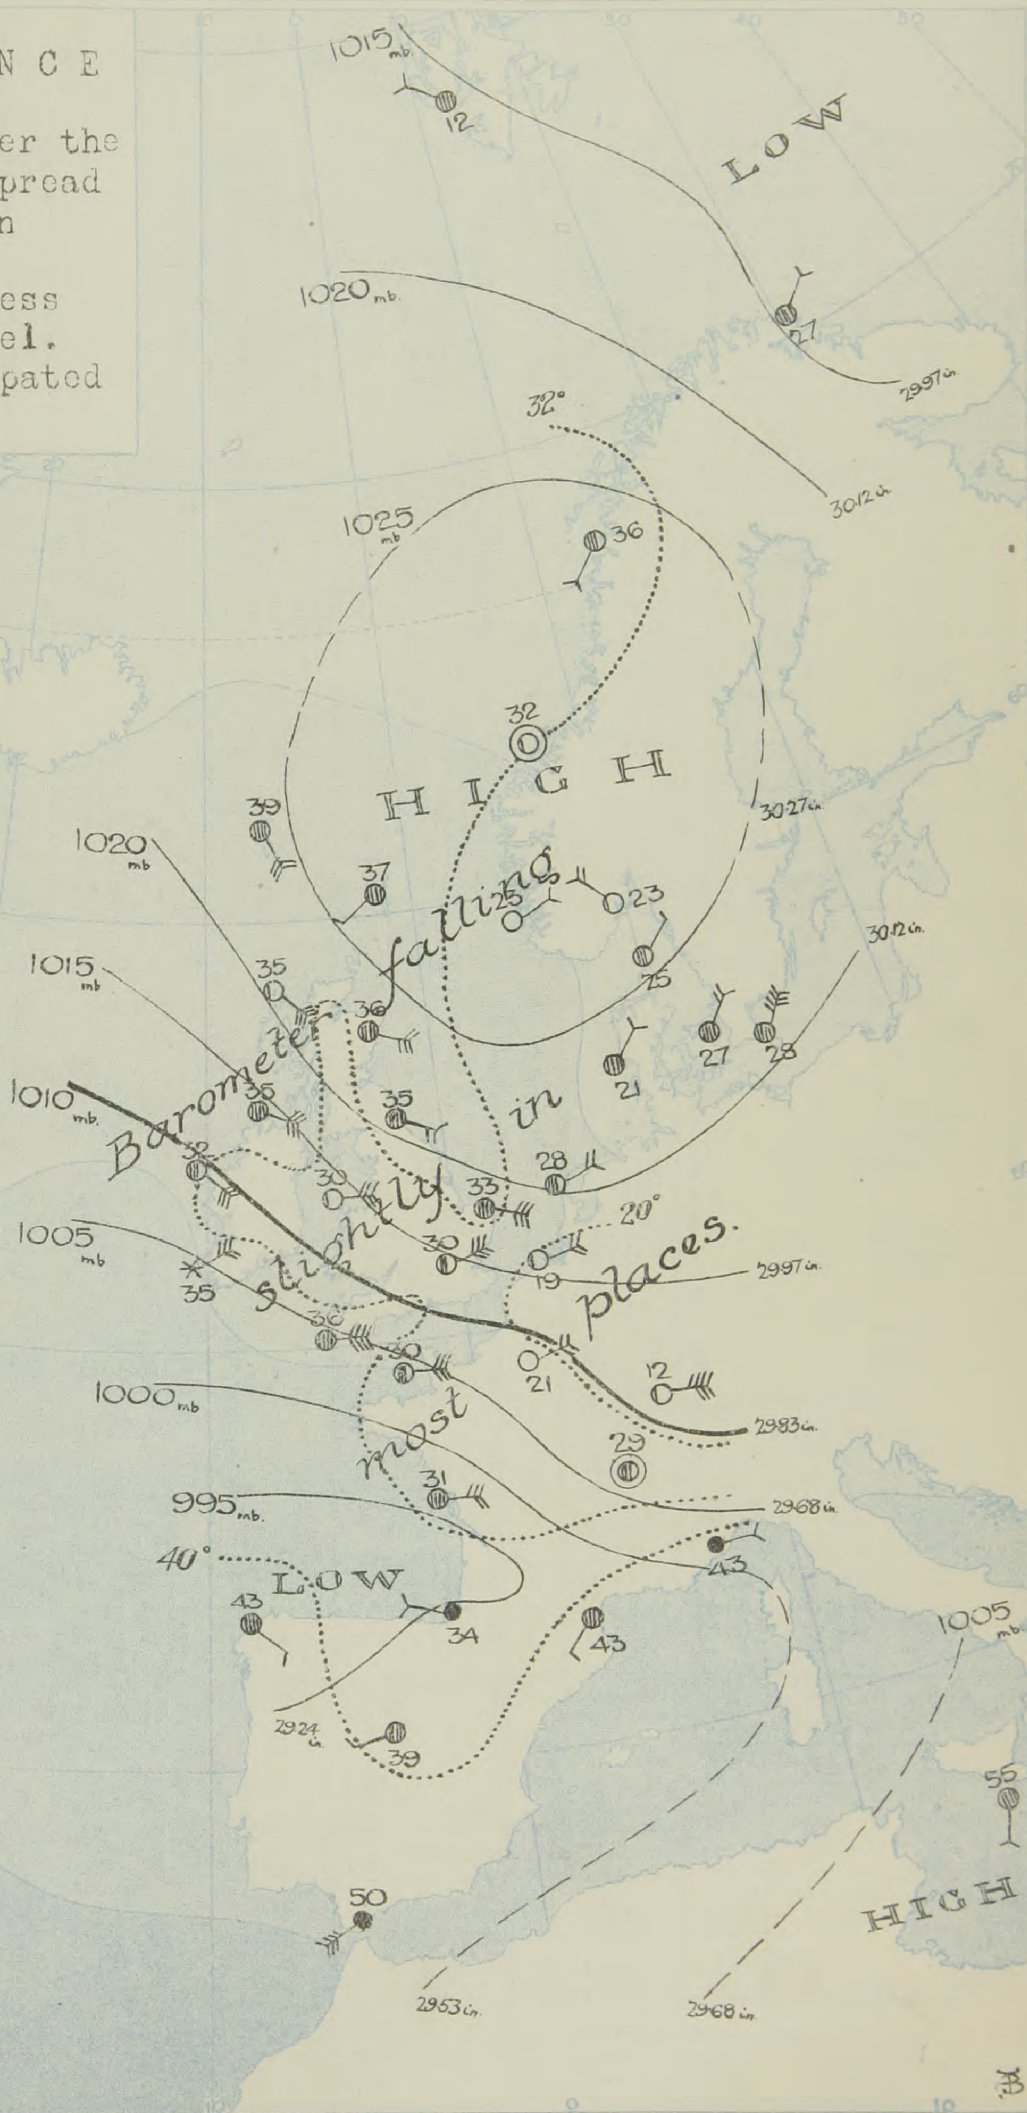 NCE
er the
pread
n
ess
el.
pated
1015 mb.
12
LOW
1020 mb.
27
29.97 in.
32°
30.12 in.
1025 mb
36
32
HIGH
39
30.27 in.
1020 mb
37
falling
25
23
30.12 in.
1015 mb
35
25
36
27
28
Barometer
21
1010 mb.
35
35
in
32
30
28
33
20°
slightly
1005 mb
30
19
29.97 in.
places.
35
36
30
21
12
1000 mb
most
29.83 in.
29
31
995 mb.
29.68 in.
40°
LOW
43
43
34
43
1005 mb
29.24 in
39
55
50
HIGH
29.53 in.
29.68 in.
0
10